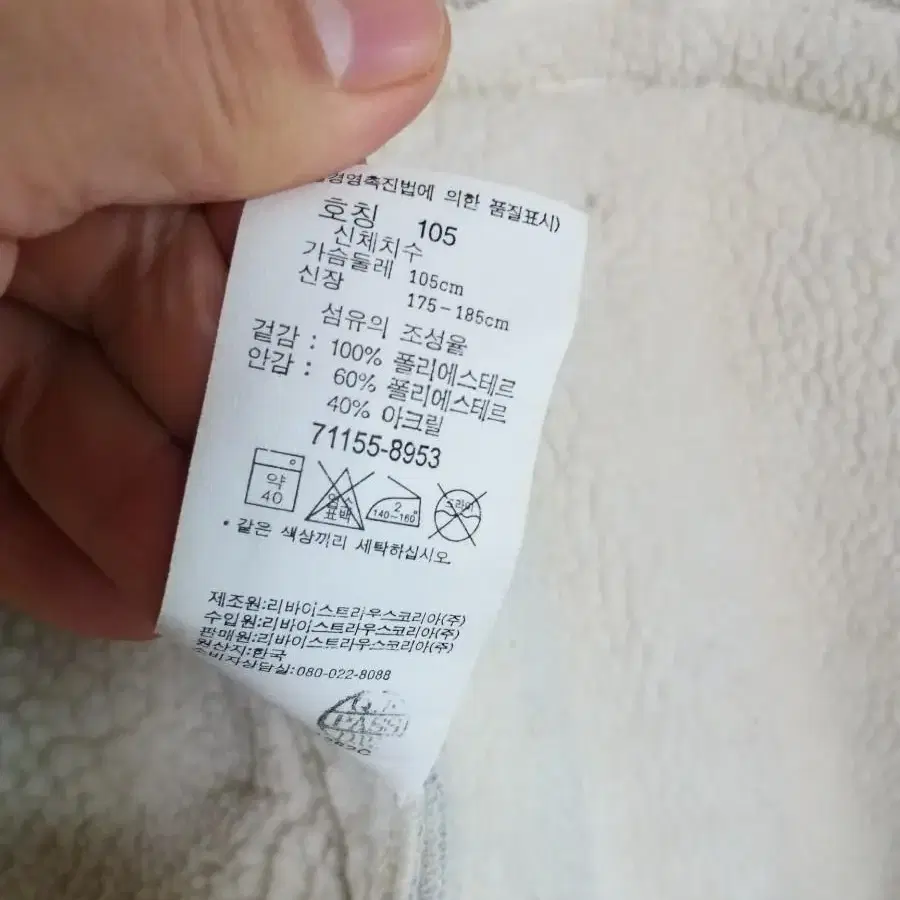 경영촉진법에 의한 품질표시)
호칭 105
신체치수
가슴둘레 105cm
신장 175-185cm
섬유의 조성율
겉감 : 100% 폴리에스테르
안감 : 60% 폴리에스테르
40% 아크릴
71155-8953
약 40
염소 표백
2 140-160°
드라이
* 같은 색상끼리 세탁하십시오.
제조원:리바이스트라우스코리아(주)
수입원:리바이스트라우스코리아(주)
판매원:리바이스트라우스코리아(주)
원산지:한국
소비자상담실:080-022-8088
PASS